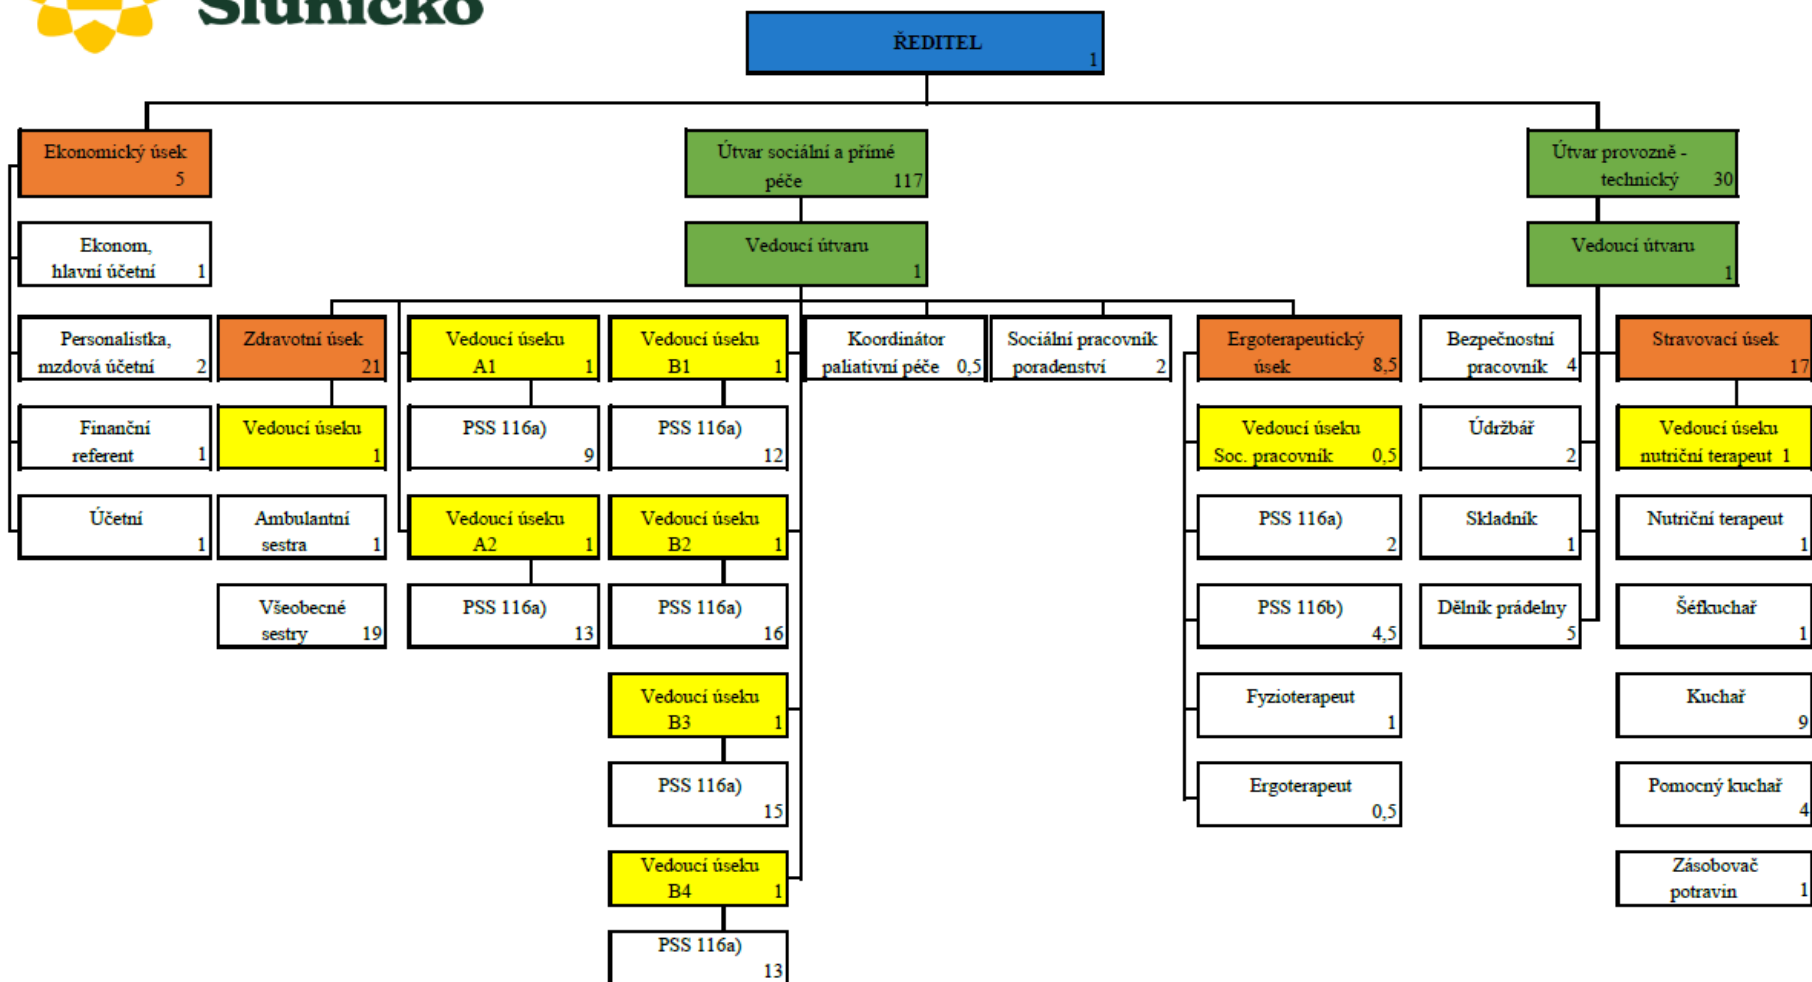 Sluníčko
ŘEDITEL
1
Ekonomický úsek
5
Útvar sociální a přímé
péče 117
Útvar provozně -
technický 30
Ekonom,
hlavní účetní 1
Vedoucí útvaru
1
Vedoucí útvaru
1
Personalistka,
mzdová účetní 2
Zdravotní úsek
21
Vedoucí úseku
A1 1
Vedoucí úseku
B1 1
Koordinátor
paliativní péče 0,5
Sociální pracovník
poradenství 2
Ergoterapeutický
úsek 8,5
Bezpečnostní
pracovník 4
Stravovací úsek
17
Finanční
referent 1
Vedoucí úseku
1
PSS 116a)
9
PSS 116a)
12
Vedoucí úseku
Soc. pracovník 0,5
Údržbář
2
Vedoucí úseku
nutriční terapeut 1
Účetní
1
Ambulantní
sestra 1
Vedoucí úseku
A2 1
Vedoucí úseku
B2 1
PSS 116a)
2
Skladník
1
Nutriční terapeut
1
Všeobecné
sestry 19
PSS 116a)
13
PSS 116a)
16
PSS 116b)
4,5
Dělník prádelny
5
Šéfkuchař
1
Vedoucí úseku
B3 1
Fyzioterapeut
1
Kuchař
9
PSS 116a)
15
Ergoterapeut
0,5
Pomocný kuchař
4
Vedoucí úseku
B4 1
Zásobovač
potravin 1
PSS 116a)
13